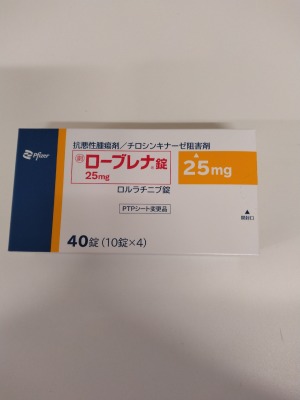 Pfizer
抗悪性腫瘍剤/チロシンキナーゼ阻害剤
劇 ローブレナ®錠
25mg
25mg
ロルラチニブ錠
PTPシート変更品
開封口
40錠(10錠×4)